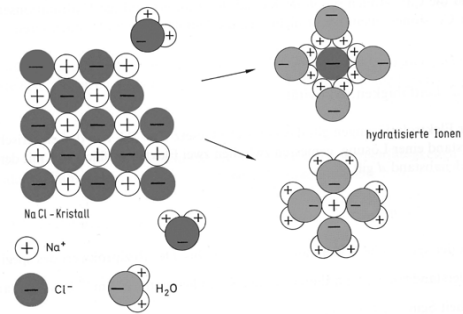 hydratisierte Ionen
NaCl-Kristall
+ Na⁺
− Cl⁻
− + + H₂O